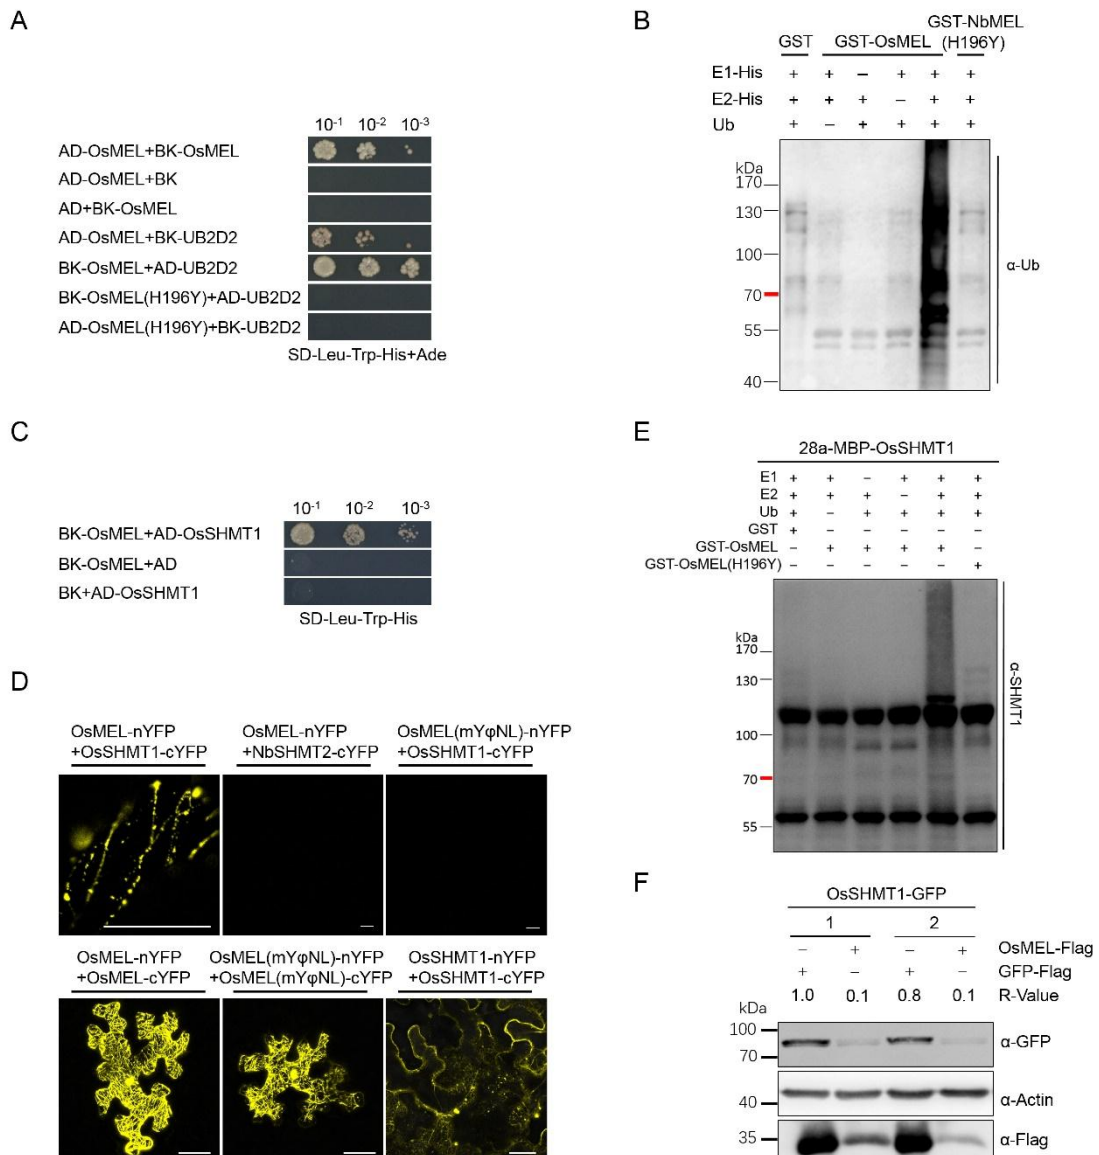 A
10-1 10-2 10-3
AD-OsMEL+BK-OsMEL
AD-OsMEL+BK
AD+BK-OsMEL
AD-OsMEL+BK-UB2D2
BK-OsMEL+AD-UB2D2
BK-OsMEL(H196Y)+AD-UB2D2
AD-OsMEL(H196Y)+BK-UB2D2
SD-Leu-Trp-His+Ade
B
GST GST-OsMEL GST-NbMEL
(H196Y)
E1-His + + – + + +
E2-His + + + – + +
Ub + – + + + +
kDa
170
130
100
70
55
40
α-Ub
C
10-1 10-2 10-3
BK-OsMEL+AD-OsSHMT1
BK-OsMEL+AD
BK+AD-OsSHMT1
SD-Leu-Trp-His
D
OsMEL-nYFP
+OsSHMT1-cYFP
OsMEL-nYFP
+NbSHMT2-cYFP
OsMEL(mYφNL)-nYFP
+OsSHMT1-cYFP
OsMEL-nYFP
+OsMEL-cYFP
OsMEL(mYφNL)-nYFP
+OsMEL(mYφNL)-cYFP
OsSHMT1-nYFP
+OsSHMT1-cYFP
E
28a-MBP-OsSHMT1
E1 + + – + + +
E2 + + + – + +
Ub + – + + + +
GST + – – – – –
GST-OsMEL – + + + + –
GST-OsMEL(H196Y) – – – – – +
kDa
170
130
100
70
55
α-SHMT1
F
OsSHMT1-GFP
1 2
– + – + OsMEL-Flag
+ – + – GFP-Flag
1.0 0.1 0.8 0.1 R-Value
kDa
100
70
α-GFP
40
α-Actin
35
α-Flag